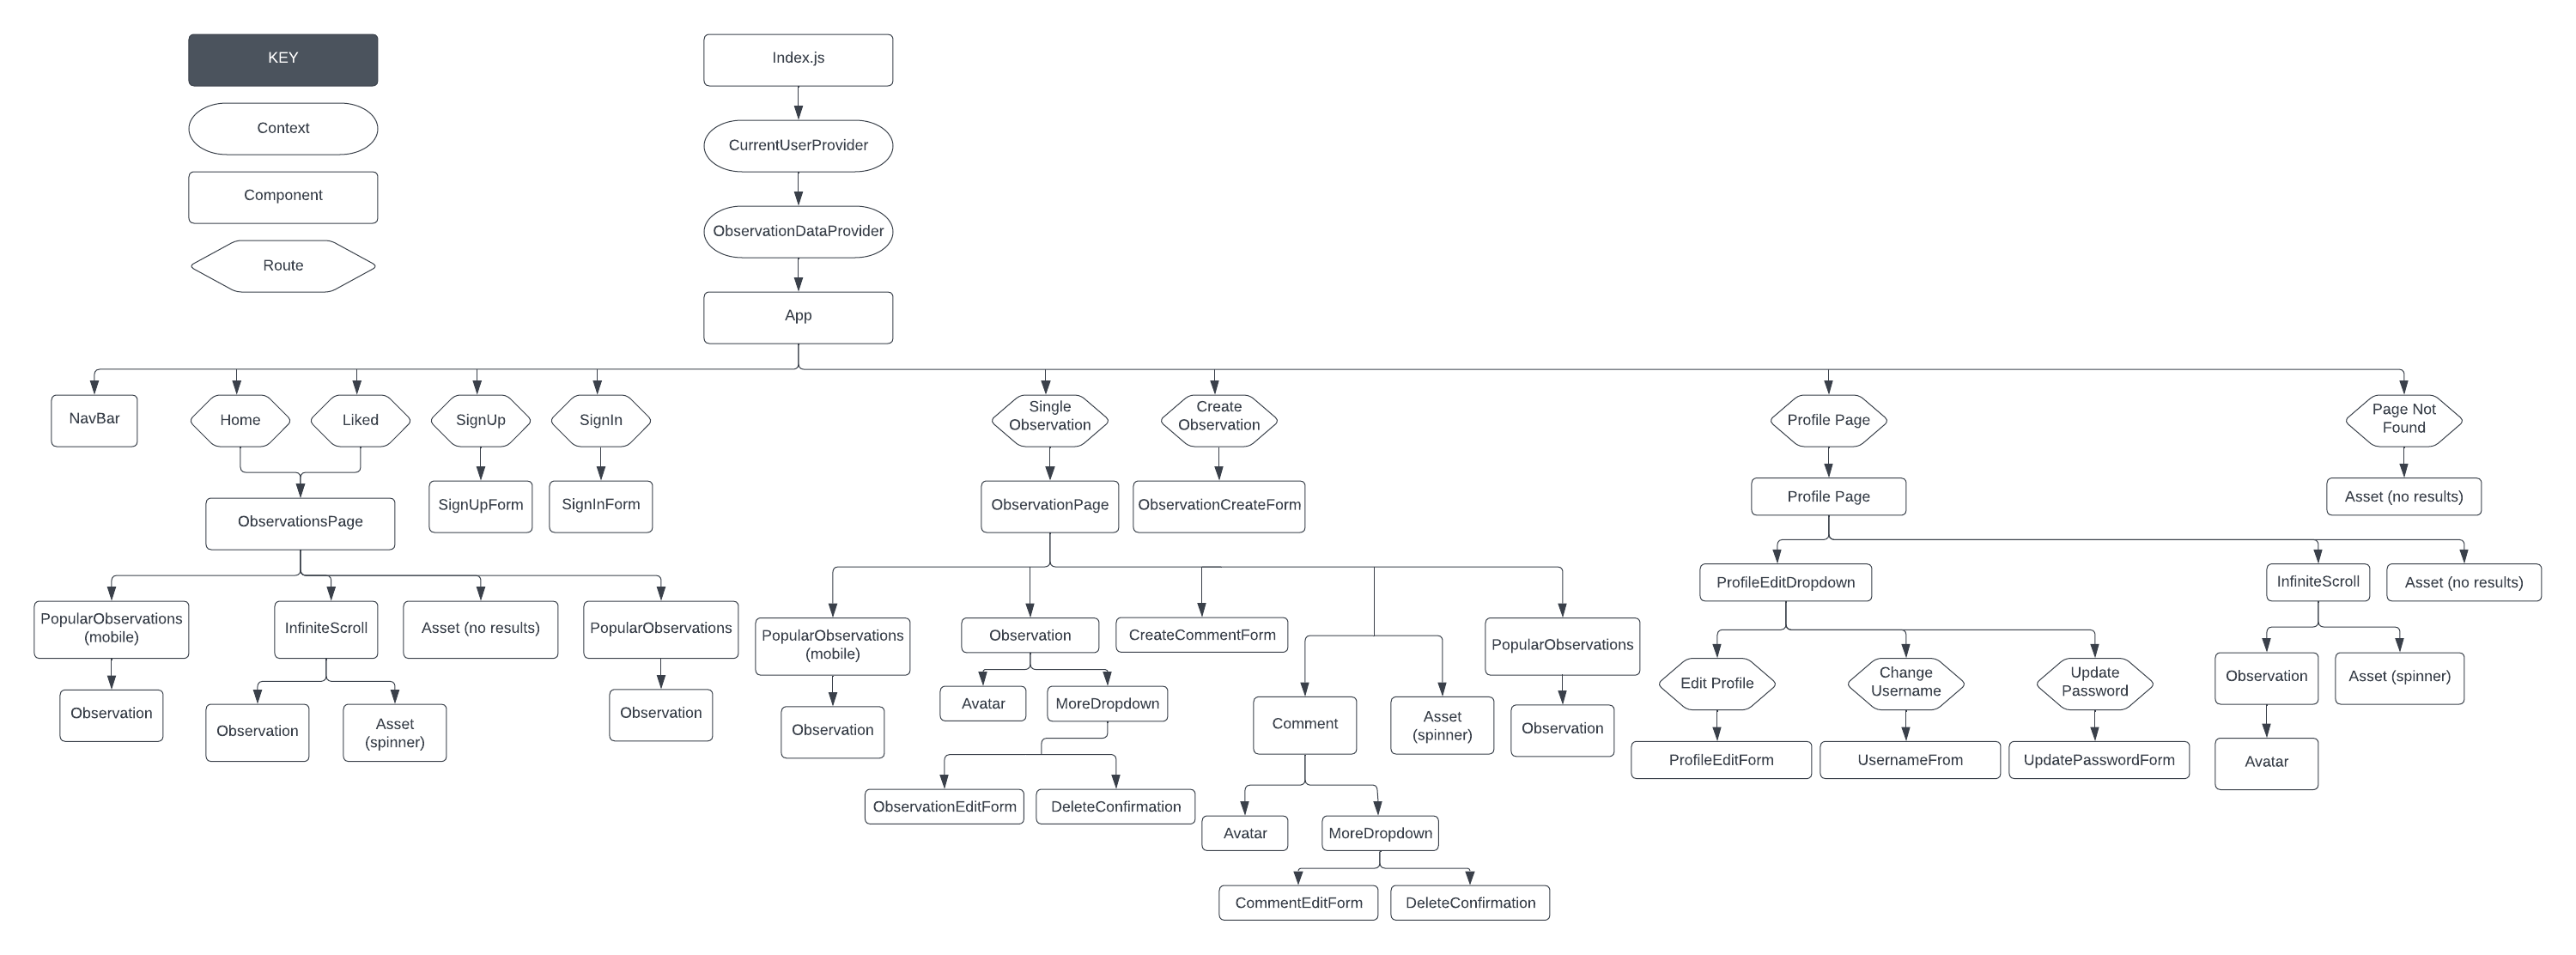 KEY
Context
Component
Route
Index.js
CurrentUserProvider
ObservationDataProvider
App
NavBar
Home
Liked
SignUp
SignIn
Single
Observation
Create
Observation
Profile Page
Page Not
Found
ObservationsPage
SignUpForm
SignInForm
ObservationPage
ObservationCreateForm
Profile Page
Asset (no results)
PopularObservations
(mobile)
InfiniteScroll
Asset (no results)
PopularObservations
Observation
Observation
Asset
(spinner)
Observation
PopularObservations
(mobile)
Observation
CreateCommentForm
PopularObservations
Observation
Avatar
MoreDropdown
Comment
Asset
(spinner)
Observation
ObservationEditForm
DeleteConfirmation
Avatar
MoreDropdown
CommentEditForm
DeleteConfirmation
ProfileEditDropdown
InfiniteScroll
Asset (no results)
Edit Profile
Change
Username
Update
Password
Observation
Asset (spinner)
ProfileEditForm
UsernameFrom
UpdatePasswordForm
Avatar